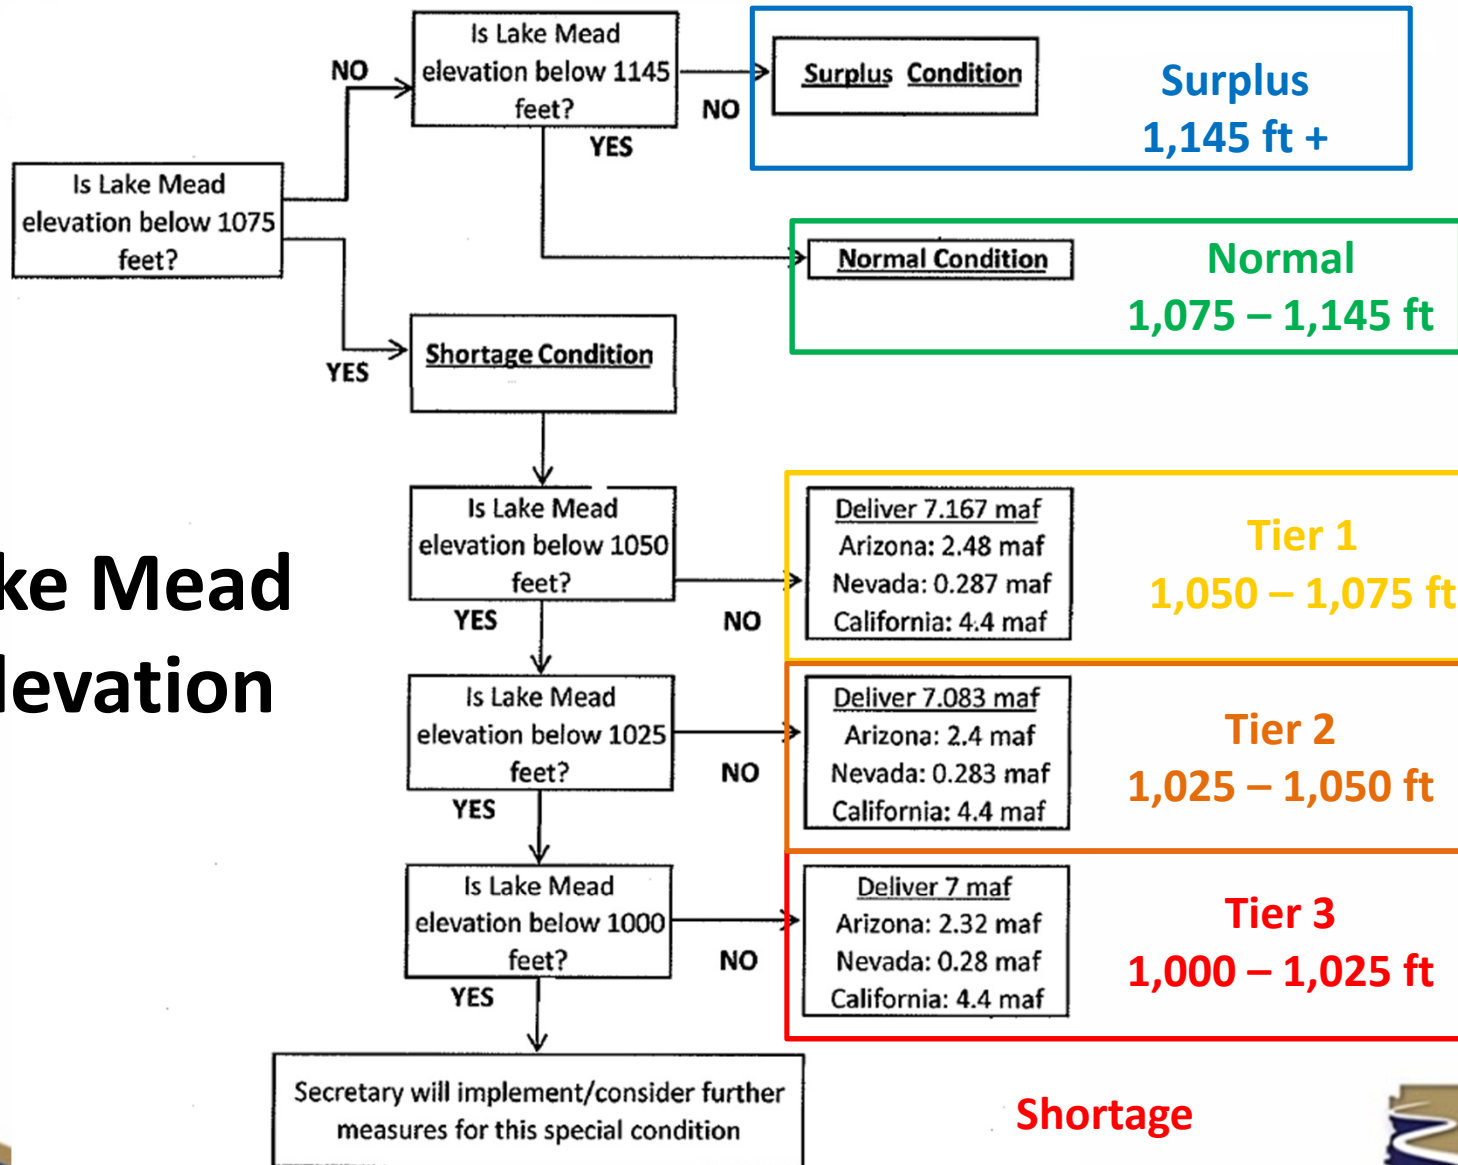 Is Lake Mead
elevation below 1145
feet?
NO
NO
YES
Surplus Condition
Surplus
1,145 ft +
Is Lake Mead
elevation below 1075
feet?
Normal Condition
Normal
1,075 – 1,145 ft
YES
Shortage Condition
Is Lake Mead
elevation below 1050
feet?
YES
NO
Deliver 7.167 maf
Arizona: 2.48 maf
Nevada: 0.287 maf
California: 4.4 maf
Tier 1
1,050 – 1,075 ft
ke Mead
levation
Is Lake Mead
elevation below 1025
feet?
YES
NO
Deliver 7.083 maf
Arizona: 2.4 maf
Nevada: 0.283 maf
California: 4.4 maf
Tier 2
1,025 – 1,050 ft
Is Lake Mead
elevation below 1000
feet?
YES
NO
Deliver 7 maf
Arizona: 2.32 maf
Nevada: 0.28 maf
California: 4.4 maf
Tier 3
1,000 – 1,025 ft
Secretary will implement/consider further
measures for this special condition
Shortage